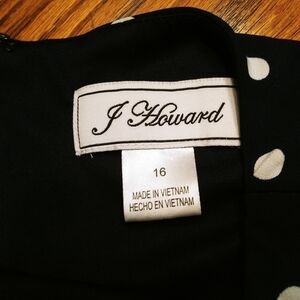 J Howard
16
MADE IN VIETNAM
HECHO EN VIETNAM